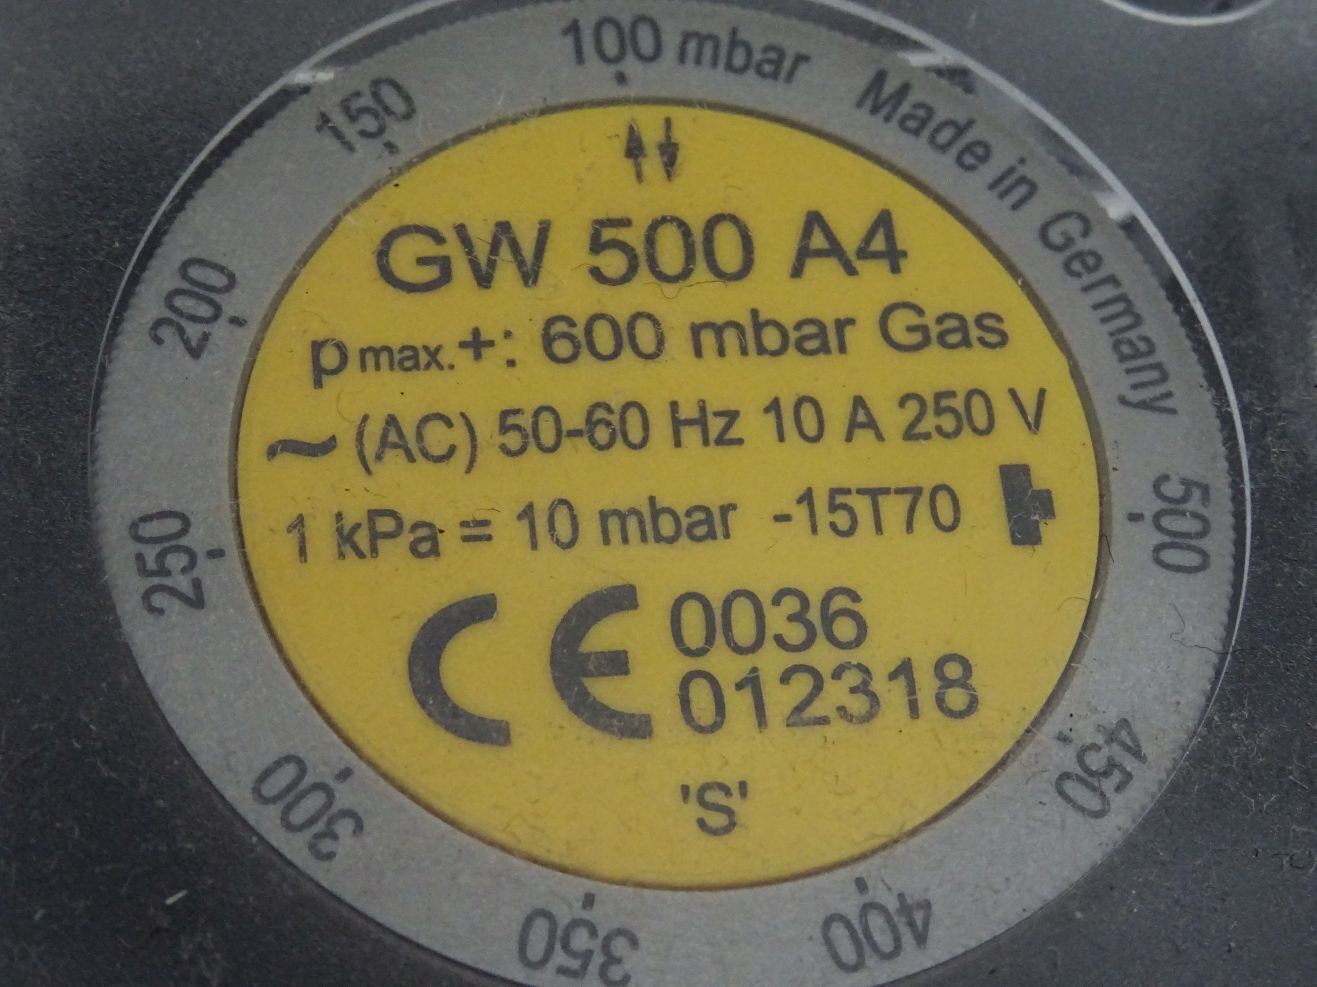 100 mbar
Made in Germany
150
200
250
300
350
400
450
500
GW 500 A4
p max.+: 600 mbar Gas
~ (AC) 50-60 Hz 10 A 250 V
1 kPa = 10 mbar -15T70
CE 0036
012318
'S'